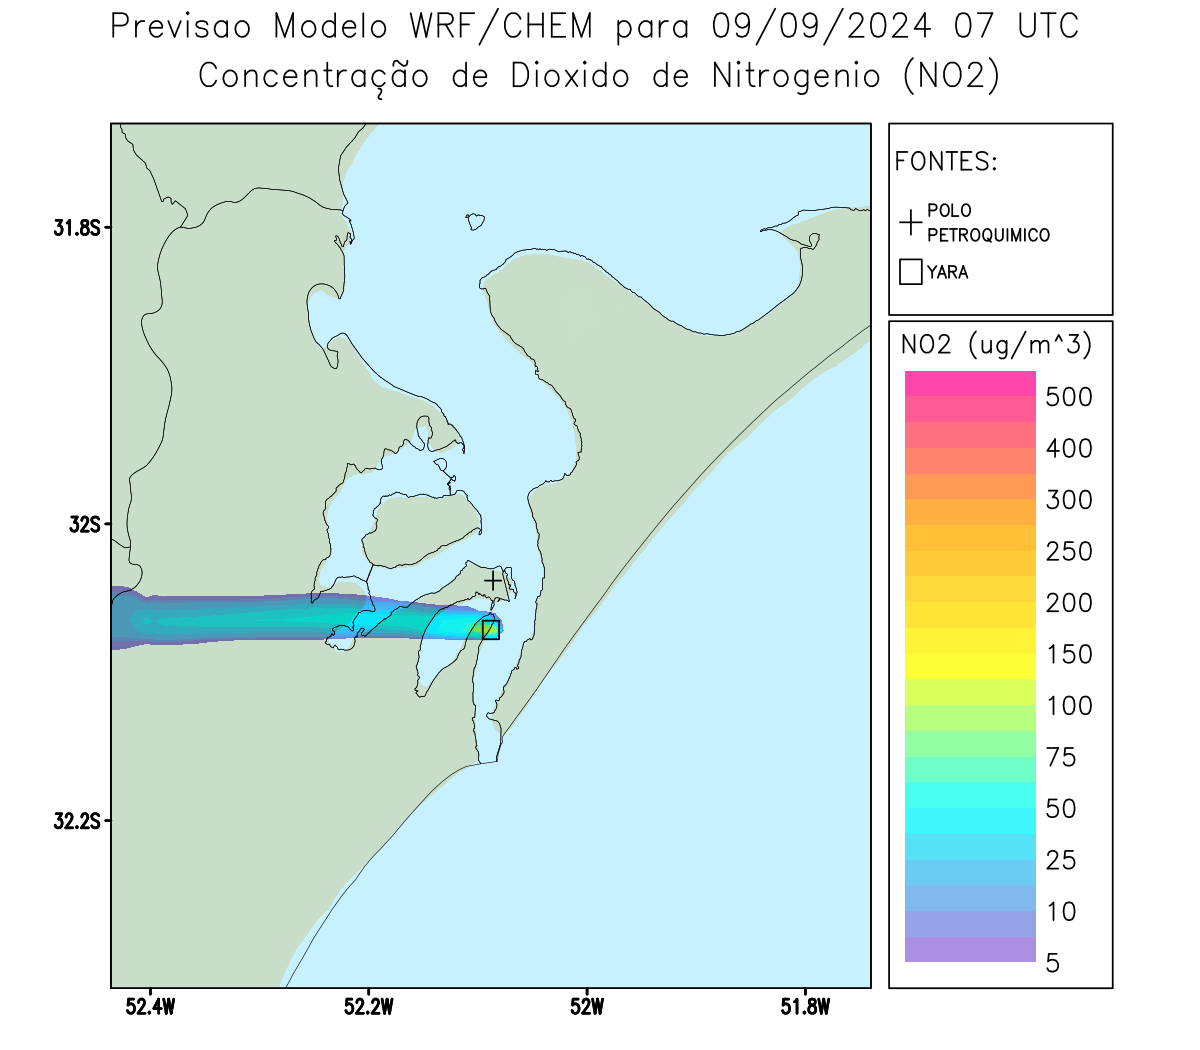 Previsao Modelo WRF/CHEM para 09/09/2024 07 UTC
Concentração de Dioxido de Nitrogenio (NO2)
FONTES:
POLO
PETROQUIMICO
YARA
NO2 (ug/m^3)
500
400
300
250
200
150
100
75
50
25
10
5
31.8S
32S
32.2S
52.4W
52.2W
52W
51.8W